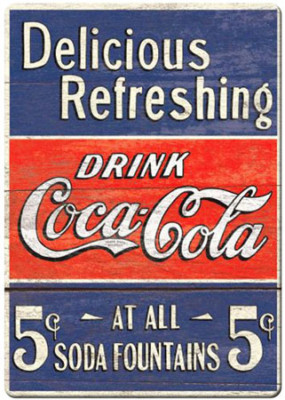 Delicious
Refreshing
DRINK
Coca-Cola
5¢ - AT ALL - 5¢
SODA FOUNTAINS